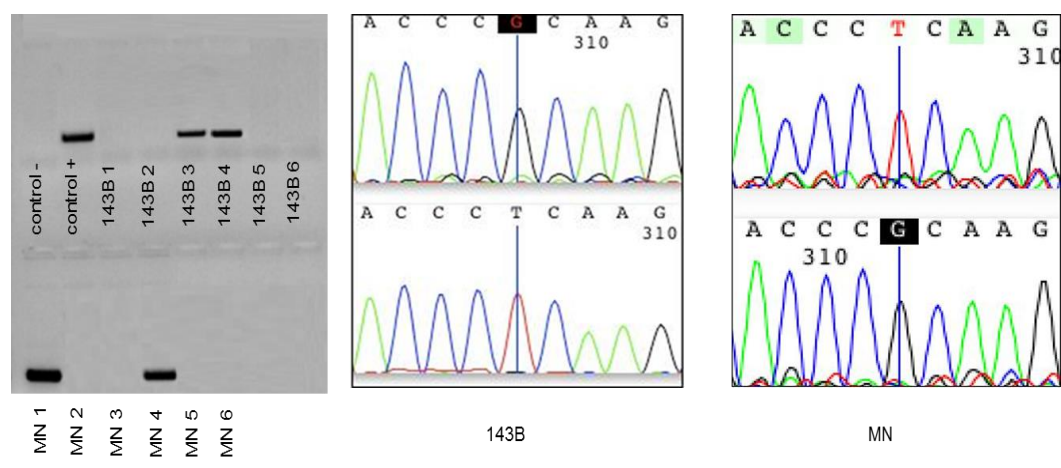 control -
control +
143B 1
143B 2
143B 3
143B 4
143B 5
143B 6
MN 1
MN 2
MN 3
MN 4
MN 5
MN 6
A C C C G C A A G
310
A C C C T C A A G
310
143B
A C C C T C A A G
310
A C C C G C A A G
310
MN